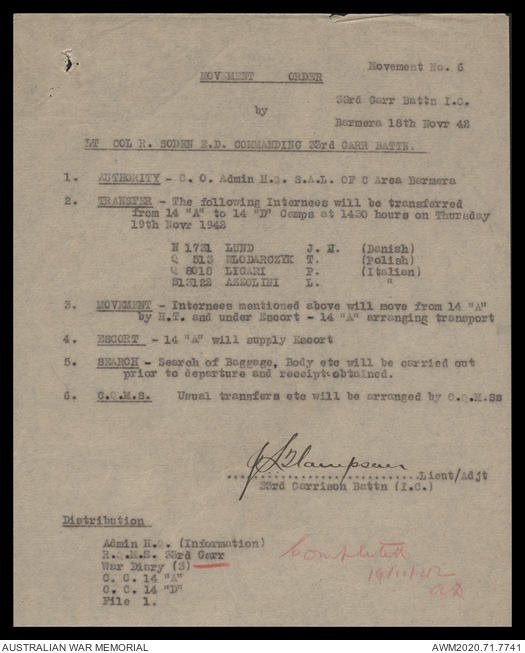 Movement No. 6
MOVEMENT ORDER
33rd Garr Battn I.C.
by
Barmera 18th Novr 42
LT COL R. SODEN E.D. COMMANDING 33rd GARR BATTN.
1. AUTHORITY - C. O. Admin H.Q. S.A.L. OF C Area Barmera
2. TRANSFER - The following Internees will be transferred
from 14 "A" to 14 "D" Camps at 1430 hours on Thursday
19th Novr 1942
N 1721 LUND J. H. (Danish)
Q 513 WLODARCZYK T. (Polish)
Q 8018 LIGARI P. (Italian)
S13122 AZZOLINI L. "
3. MOVEMENT - Internees mentioned above will move from 14 "A"
by H.T. and under Escort - 14 "A" arranging transport
4. ESCORT - 14 "A" will supply Escort
5. SEARCH - Search of Baggage, Body etc will be carried out
prior to departure and receipt obtained.
6. C.Q.M.S. Usual transfers etc will be arranged by C.Q.M.Ss
Lieut/Adjt
33rd Garrison Battn (I.C.)
Distribution
Admin H.Q. (Information)
R.Q.M.S. 33rd Garr
War Diary (3)
C. C. 14 "A"
C. C. 14 "D"
File 1.
Completed
19/11/42
AUSTRALIAN WAR MEMORIAL
AWM2020.71.7741